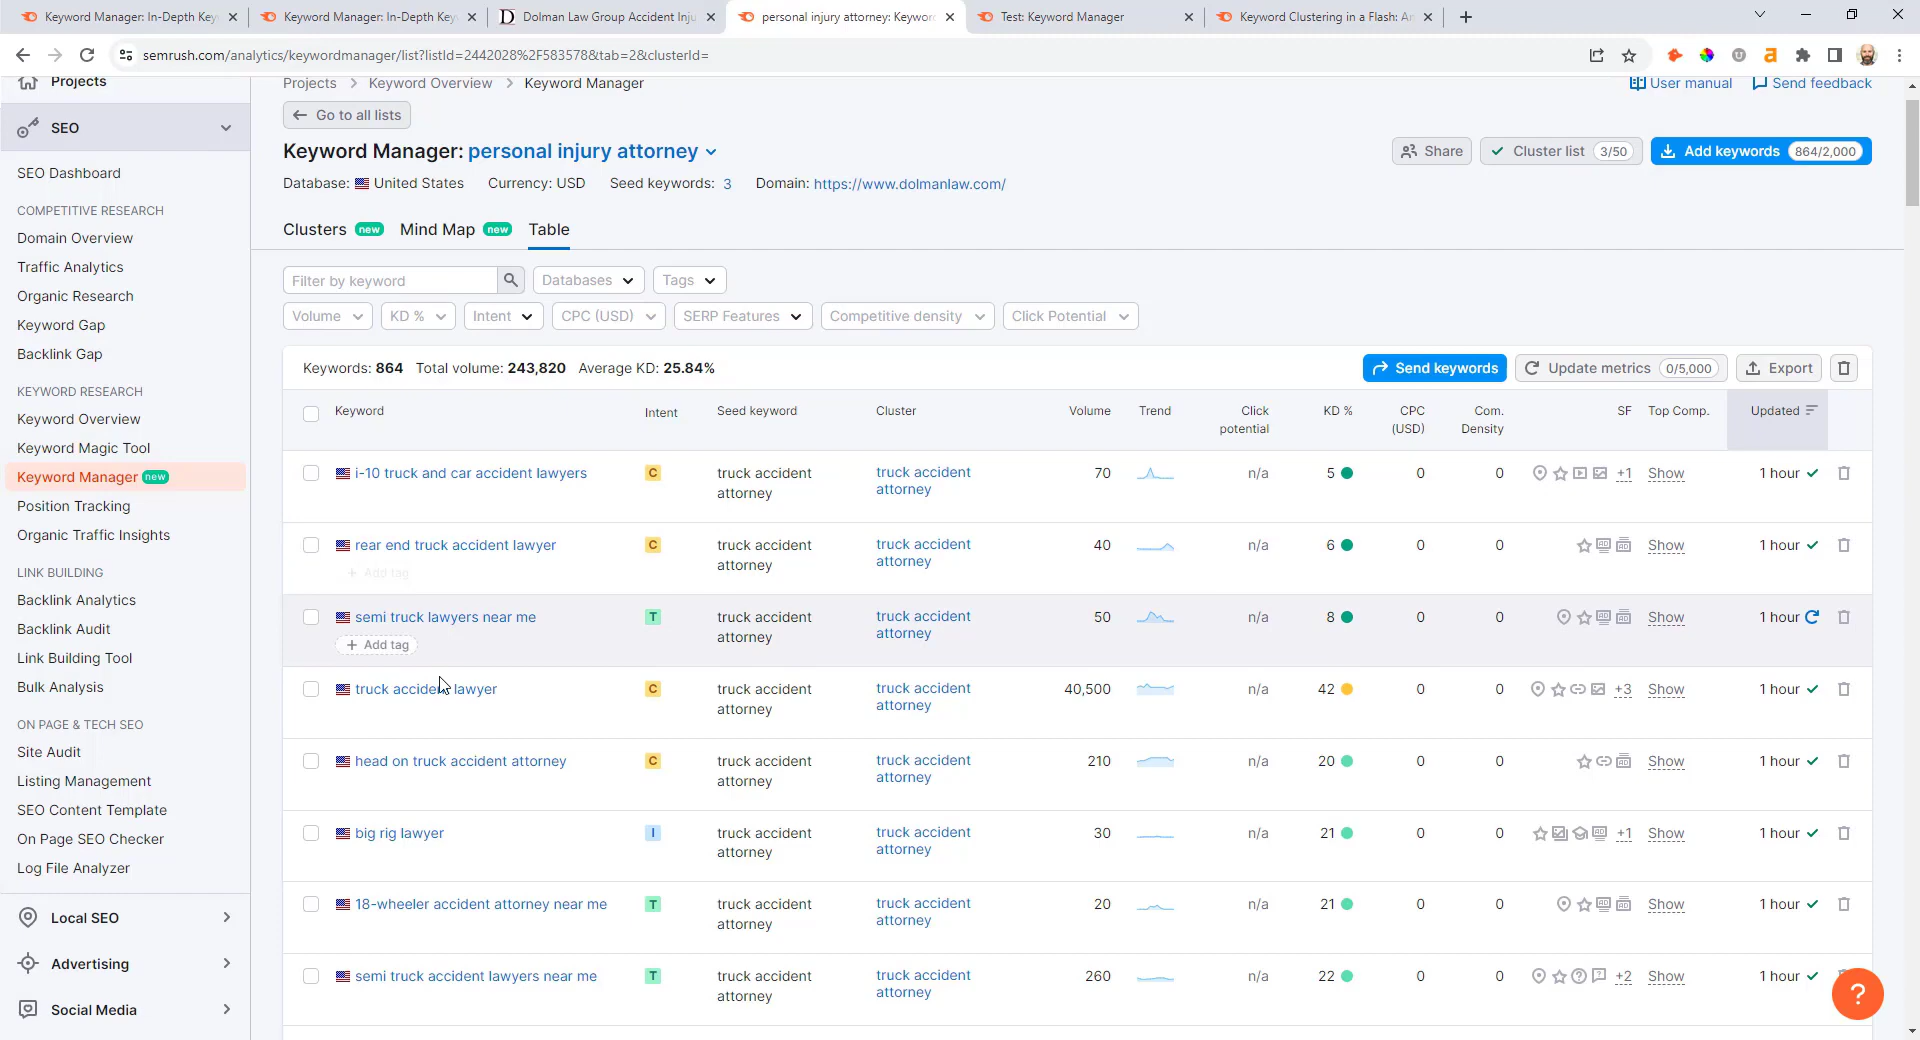 Keyword Manager: In-Depth Key
Keyword Manager: In-Depth Key
Dolman Law Group Accident Inju
personal injury attorney: Keywor
Test: Keyword Manager
Keyword Clustering in a Flash: A
semrush.com/analytics/keywordmanager/list?listId=2442028%2F583578&tab=2&clusterId=
Projects
SEO
SEO Dashboard
COMPETITIVE RESEARCH
Domain Overview
Traffic Analytics
Organic Research
Keyword Gap
Backlink Gap
KEYWORD RESEARCH
Keyword Overview
Keyword Magic Tool
Keyword Manager new
Position Tracking
Organic Traffic Insights
LINK BUILDING
Backlink Analytics
Backlink Audit
Link Building Tool
Bulk Analysis
ON PAGE & TECH SEO
Site Audit
Listing Management
SEO Content Template
On Page SEO Checker
Log File Analyzer
Local SEO
Advertising
Social Media
Projects > Keyword Overview > Keyword Manager
User manual
Send feedback
← Go to all lists
Keyword Manager: personal injury attorney
Share
Cluster list 3/50
Add keywords 864/2,000
Database: United States Currency: USD Seed keywords: 3 Domain: https://www.dolmanlaw.com/
Clusters new Mind Map new Table
Filter by keyword Databases Tags
Volume KD % Intent CPC (USD) SERP Features Competitive density Click Potential
Keywords: 864 Total volume: 243,820 Average KD: 25.84%
Send keywords Update metrics 0/5,000 Export
Keyword Intent Seed keyword Cluster Volume Trend Click potential KD % CPC (USD) Com. Density SF Top Comp. Updated
i-10 truck and car accident lawyers C truck accident attorney truck accident attorney 70 n/a 5 0 0 +1 Show 1 hour
rear end truck accident lawyer C truck accident attorney truck accident attorney 40 n/a 6 0 0 Show 1 hour
+ Add tag
semi truck lawyers near me T truck accident attorney truck accident attorney 50 n/a 8 0 0 Show 1 hour
+ Add tag
truck accident lawyer C truck accident attorney truck accident attorney 40,500 n/a 42 0 0 +3 Show 1 hour
head on truck accident attorney C truck accident attorney truck accident attorney 210 n/a 20 0 0 Show 1 hour
big rig lawyer I truck accident attorney truck accident attorney 30 n/a 21 0 0 +1 Show 1 hour
18-wheeler accident attorney near me T truck accident attorney truck accident attorney 20 n/a 21 0 0 Show 1 hour
semi truck accident lawyers near me T truck accident attorney truck accident attorney 260 n/a 22 0 0 +2 Show 1 hour
?